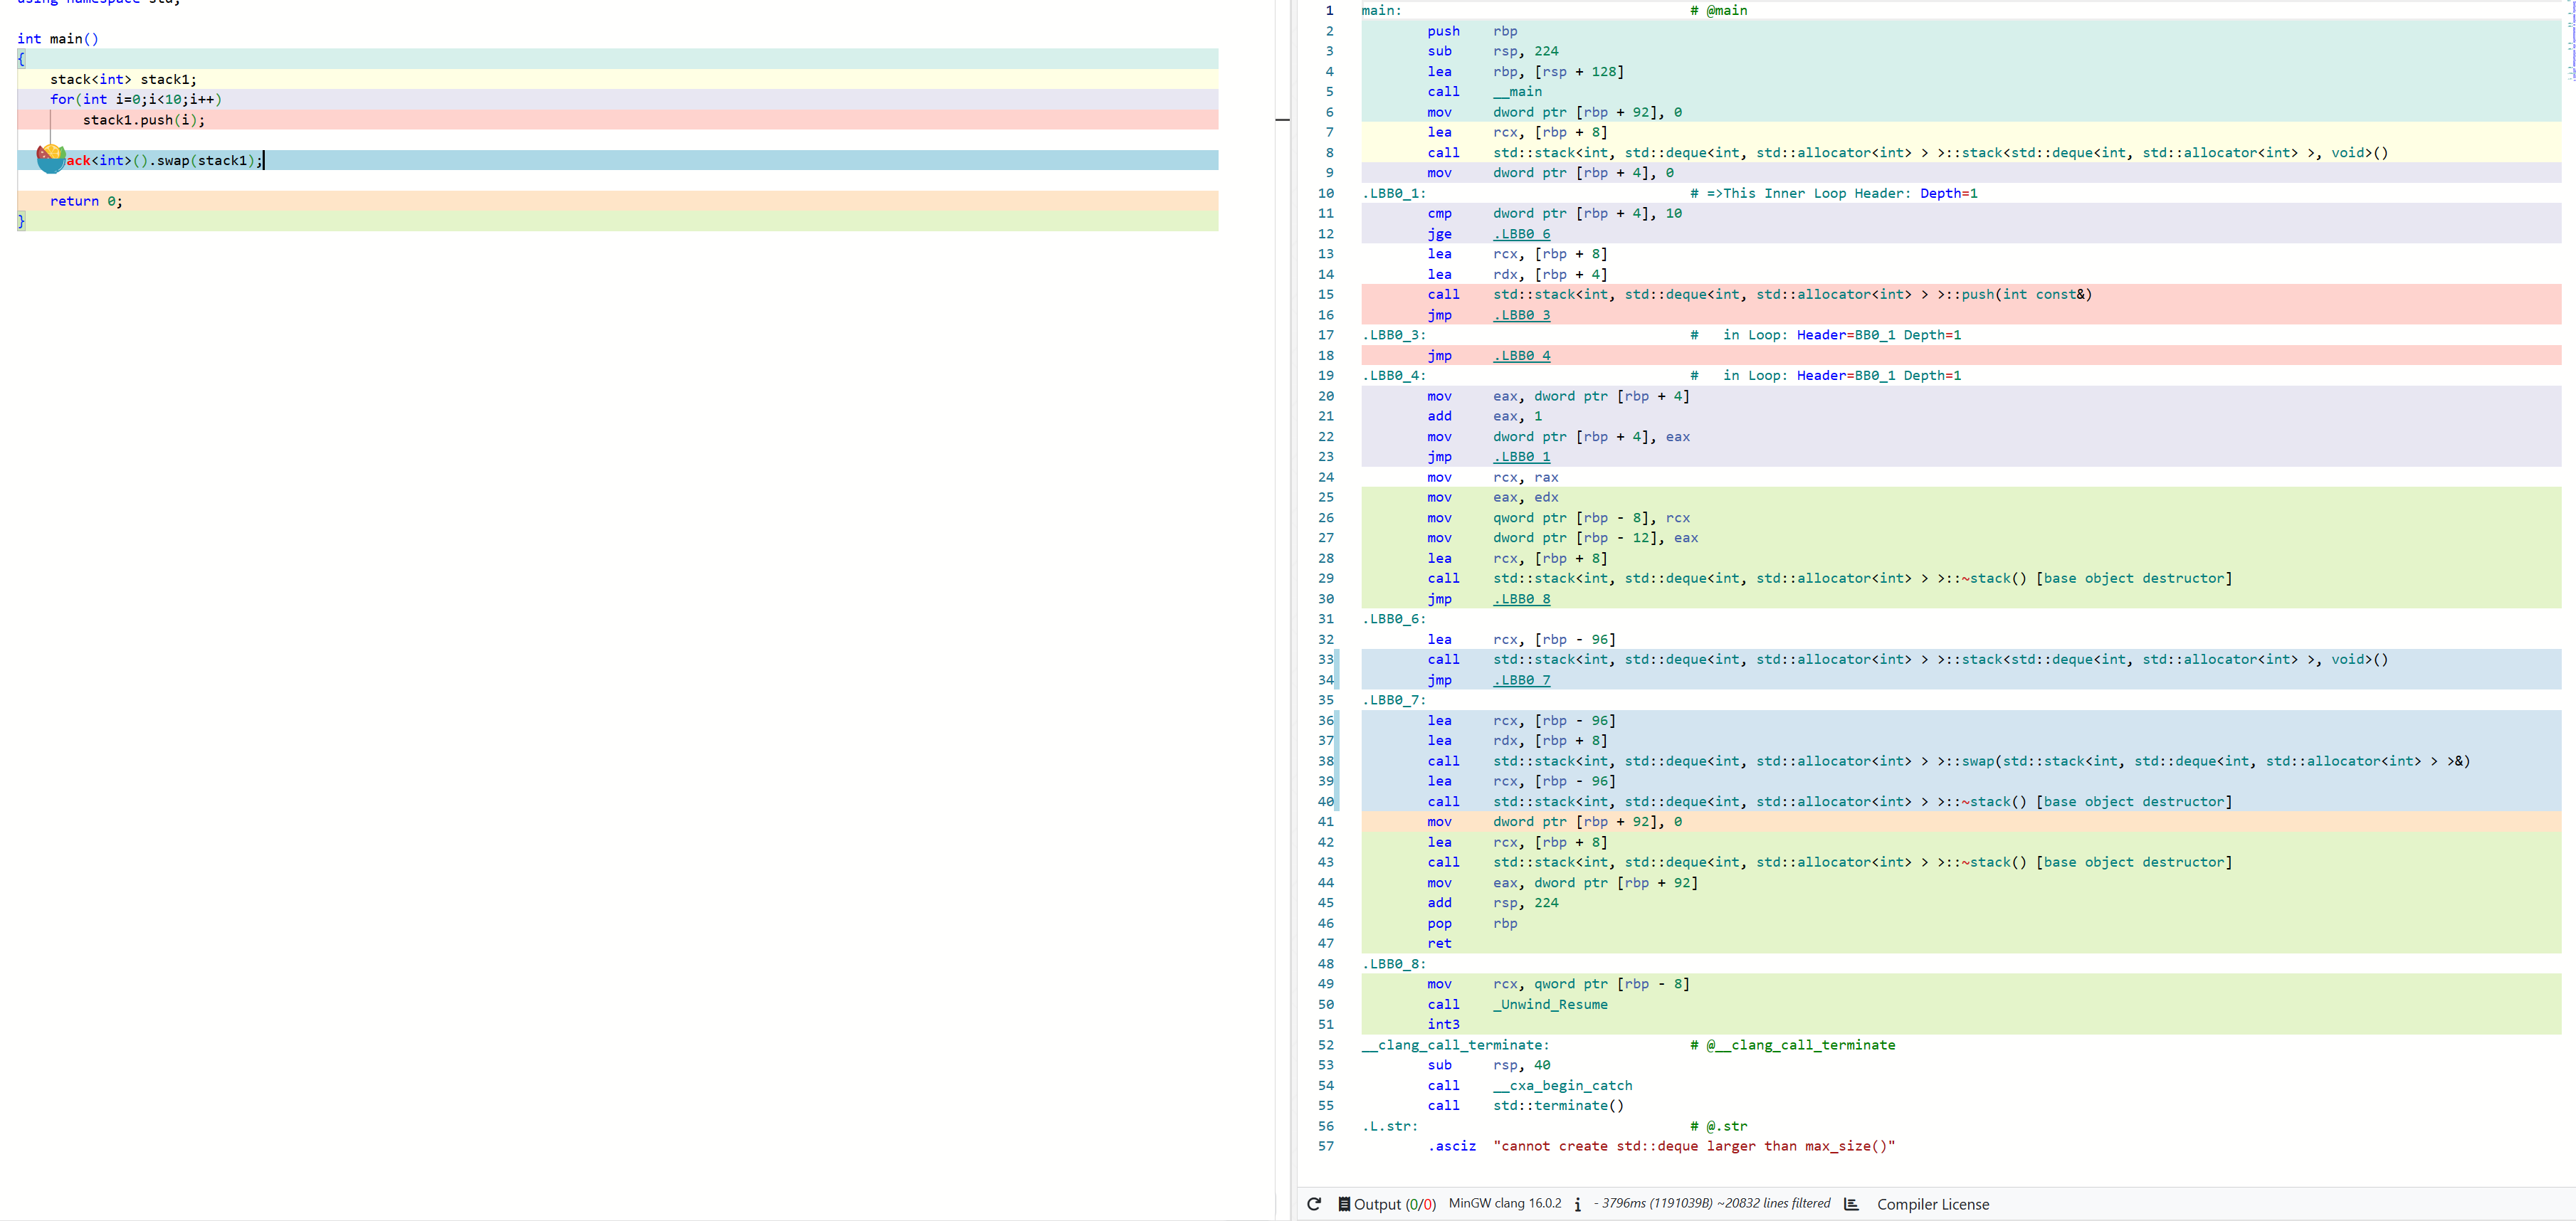 using namespace std;
int main()
{
    stack<int> stack1;
    for(int i=0;i<10;i++)
        stack1.push(i);
ack<int>().swap(stack1);
    return 0;
}
1 main: # @main
2 push rbp
3 sub rsp, 224
4 lea rbp, [rsp + 128]
5 call __main
6 mov dword ptr [rbp + 92], 0
7 lea rcx, [rbp + 8]
8 call std::stack<int, std::deque<int, std::allocator<int> > >::stack<std::deque<int, std::allocator<int> >, void>()
9 mov dword ptr [rbp + 4], 0
10 .LBB0_1: # =>This Inner Loop Header: Depth=1
11 cmp dword ptr [rbp + 4], 10
12 jge .LBB0_6
13 lea rcx, [rbp + 8]
14 lea rdx, [rbp + 4]
15 call std::stack<int, std::deque<int, std::allocator<int> > >::push(int const&)
16 jmp .LBB0_3
17 .LBB0_3: # in Loop: Header=BB0_1 Depth=1
18 jmp .LBB0_4
19 .LBB0_4: # in Loop: Header=BB0_1 Depth=1
20 mov eax, dword ptr [rbp + 4]
21 add eax, 1
22 mov dword ptr [rbp + 4], eax
23 jmp .LBB0_1
24 mov rcx, rax
25 mov eax, edx
26 mov qword ptr [rbp - 8], rcx
27 mov dword ptr [rbp - 12], eax
28 lea rcx, [rbp + 8]
29 call std::stack<int, std::deque<int, std::allocator<int> > >::~stack() [base object destructor]
30 jmp .LBB0_8
31 .LBB0_6:
32 lea rcx, [rbp - 96]
33 call std::stack<int, std::deque<int, std::allocator<int> > >::stack<std::deque<int, std::allocator<int> >, void>()
34 jmp .LBB0_7
35 .LBB0_7:
36 lea rcx, [rbp - 96]
37 lea rdx, [rbp + 8]
38 call std::stack<int, std::deque<int, std::allocator<int> > >::swap(std::stack<int, std::deque<int, std::allocator<int> > >&)
39 lea rcx, [rbp - 96]
40 call std::stack<int, std::deque<int, std::allocator<int> > >::~stack() [base object destructor]
41 mov dword ptr [rbp + 92], 0
42 lea rcx, [rbp + 8]
43 call std::stack<int, std::deque<int, std::allocator<int> > >::~stack() [base object destructor]
44 mov eax, dword ptr [rbp + 92]
45 add rsp, 224
46 pop rbp
47 ret
48 .LBB0_8:
49 mov rcx, qword ptr [rbp - 8]
50 call _Unwind_Resume
51 int3
52 __clang_call_terminate: # @__clang_call_terminate
53 sub rsp, 40
54 call __cxa_begin_catch
55 call std::terminate()
56 .L.str: # @.str
57 .asciz "cannot create std::deque larger than max_size()"
Output (0/0) MinGW clang 16.0.2 i - 3796ms (1191039B) ~20832 lines filtered Compiler License